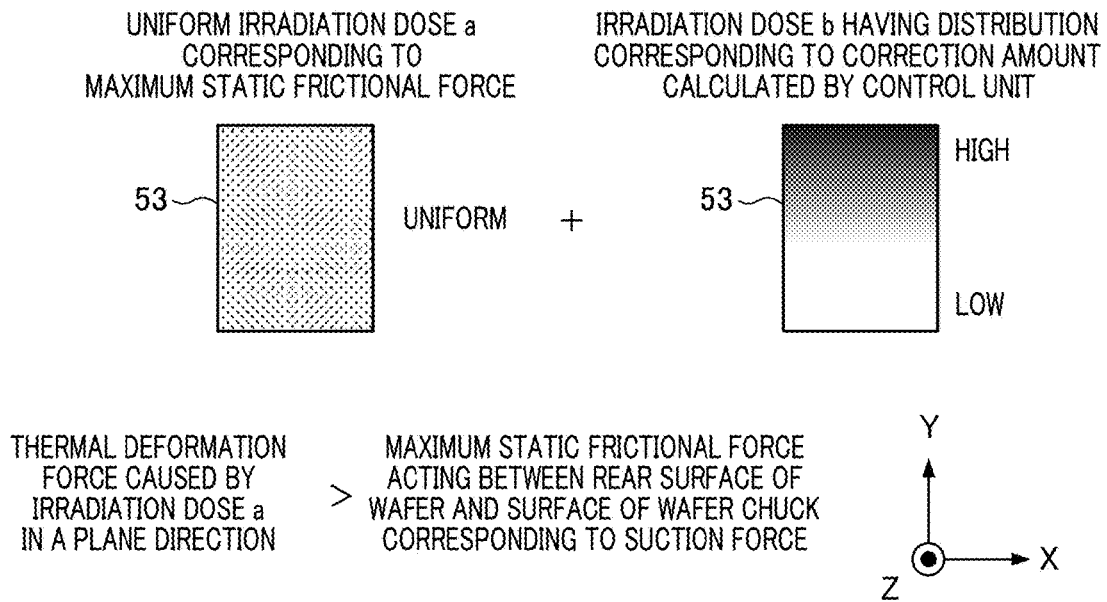 UNIFORM IRRADIATION DOSE a
CORRESPONDING TO
MAXIMUM STATIC FRICTIONAL FORCE
IRRADIATION DOSE b HAVING DISTRIBUTION
CORRESPONDING TO CORRECTION AMOUNT
CALCULATED BY CONTROL UNIT
53
UNIFORM
+
53
HIGH
LOW
THERMAL DEFORMATION
FORCE CAUSED BY
IRRADIATION DOSE a
IN A PLANE DIRECTION
>
MAXIMUM STATIC FRICTIONAL FORCE
ACTING BETWEEN REAR SURFACE OF
WAFER AND SURFACE OF WAFER CHUCK
CORRESPONDING TO SUCTION FORCE
Y
X
Z